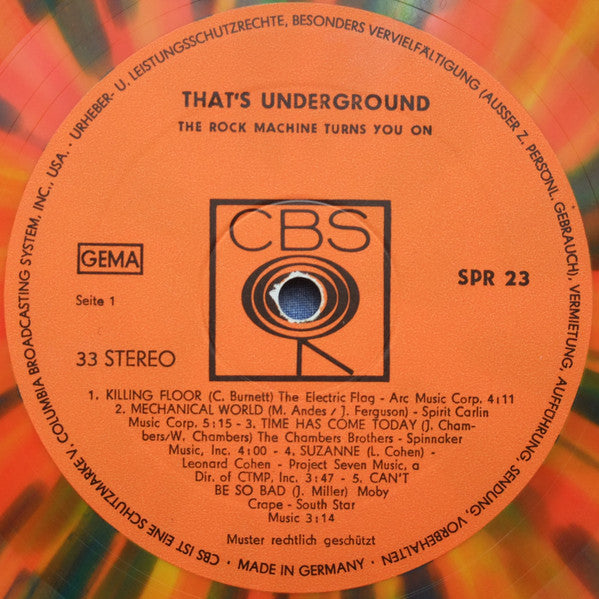 CBS IST EINE SCHUTZMARKE V. COLUMBIA BROADCASTING SYSTEM, INC., USA. · URHEBER- U. LEISTUNGSSCHUTZRECHTE, BESONDERS VERVIELFÄLTIGUNG (AUSSER Z. PERSÖNL. GEBRAUCH), VERMIETUNG, AUFFÜHRUNG, SENDUNG, VORBEHALTEN
THAT'S UNDERGROUND
THE ROCK MACHINE TURNS YOU ON
CBS
GEMA
SPR 23
Seite 1
33 STEREO
1. KILLING FLOOR (C. Burnett) The Electric Flag - Arc Music Corp. 4:11
2. MECHANICAL WORLD (M. Andes / J. Ferguson) - Spirit Carlin
Music Corp. 5:15 - 3. TIME HAS COME TODAY (J. Cham-
bers/W. Chambers) The Chambers Brothers - Spinnaker
Music, Inc. 4:00 - 4. SUZANNE (L. Cohen) -
Leonard Cohen - Project Seven Music, a
Dir. of CTMP, Inc. 3:47 - 5. CAN'T
BE SO BAD (J. Miller) Moby
Grape - South Star
Music 3:14
Muster rechtlich geschützt
· MADE IN GERMANY ·